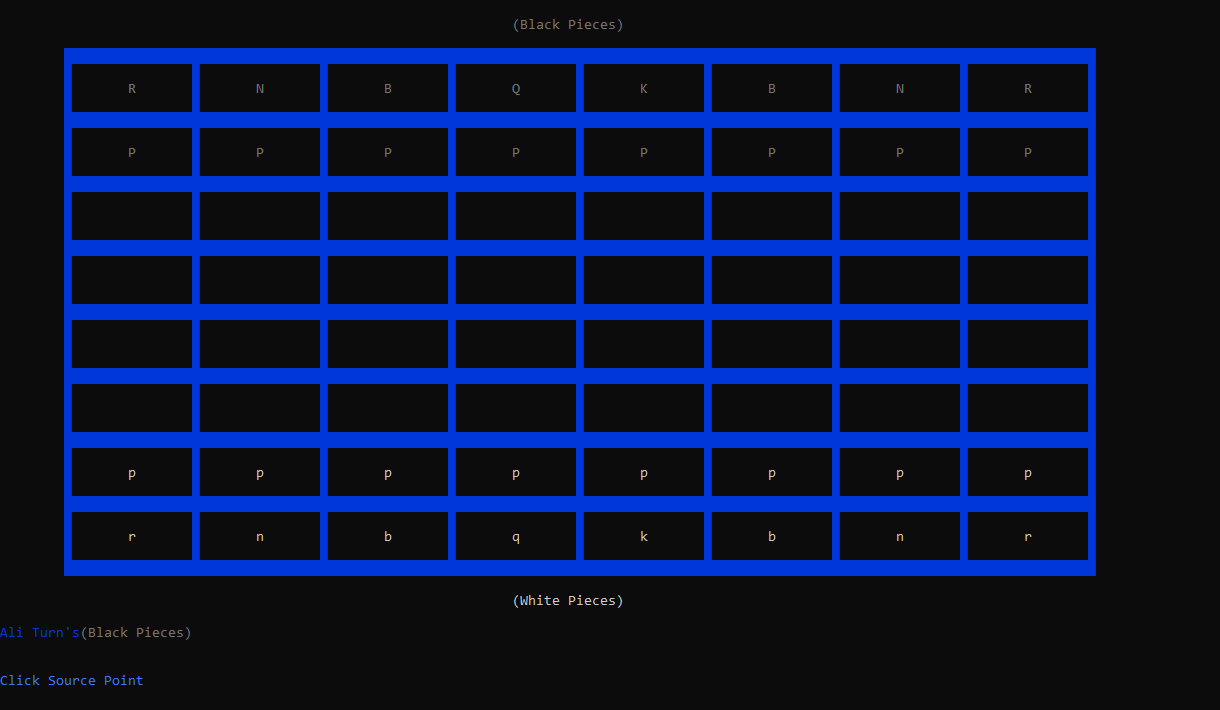 (Black Pieces)
R N B Q K B N R
P P P P P P P P
p p p p p p p p
r n b q k b n r
(White Pieces)
Ali Turn's(Black Pieces)
Click Source Point